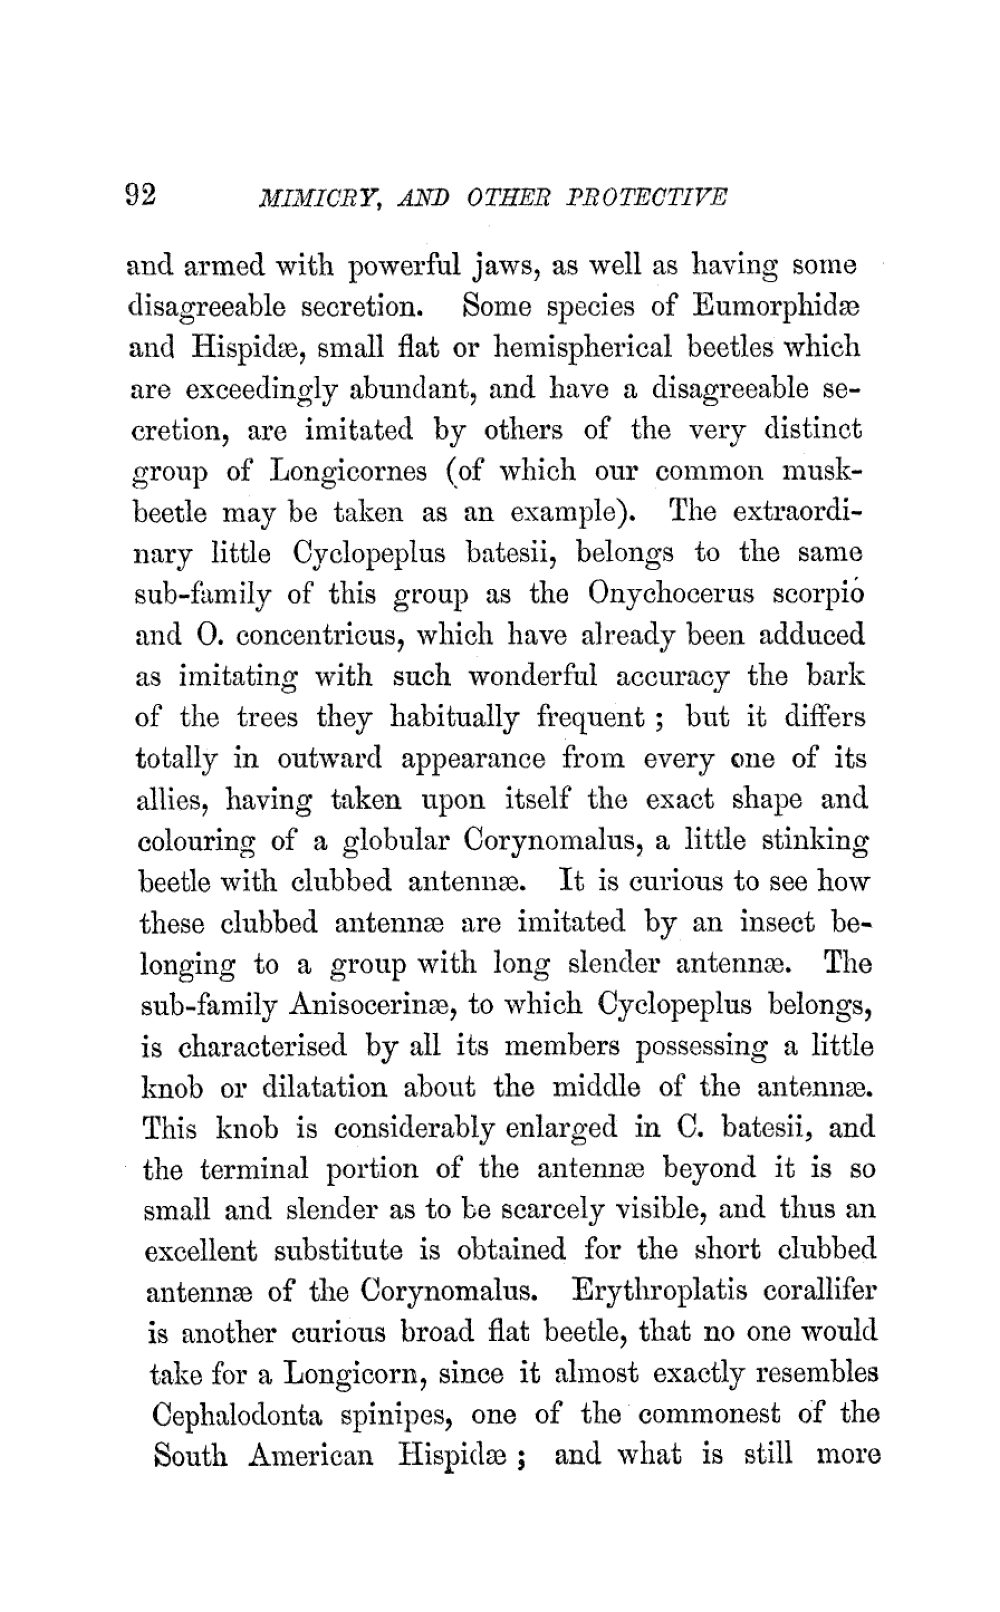 92 MIMICRY, AND OTHER PROTECTIVE
and armed with powerful jaws, as well as having some
disagreeable secretion. Some species of Eumorphidæ
and Hispidæ, small flat or hemispherical beetles which
are exceedingly abundant, and have a disagreeable se-
cretion, are imitated by others of the very distinct
group of Longicornes (of which our common musk-
beetle may be taken as an example). The extraordi-
nary little Cyclopeplus batesii, belongs to the same
sub-family of this group as the Onychocerus scorpió
and O. concentricus, which have already been adduced
as imitating with such wonderful accuracy the bark
of the trees they habitually frequent ; but it differs
totally in outward appearance from every one of its
allies, having taken upon itself the exact shape and
colouring of a globular Corynomalus, a little stinking
beetle with clubbed antennæ. It is curious to see how
these clubbed antennæ are imitated by an insect be-
longing to a group with long slender antennæ. The
sub-family Anisocerinæ, to which Cyclopeplus belongs,
is characterised by all its members possessing a little
knob or dilatation about the middle of the antennæ.
This knob is considerably enlarged in C. batesii, and
the terminal portion of the antennæ beyond it is so
small and slender as to be scarcely visible, and thus an
excellent substitute is obtained for the short clubbed
antennæ of the Corynomalus. Erythroplatis corallifer
is another curious broad flat beetle, that no one would
take for a Longicorn, since it almost exactly resembles
Cephalodonta spinipes, one of the commonest of the
South American Hispidæ ; and what is still more